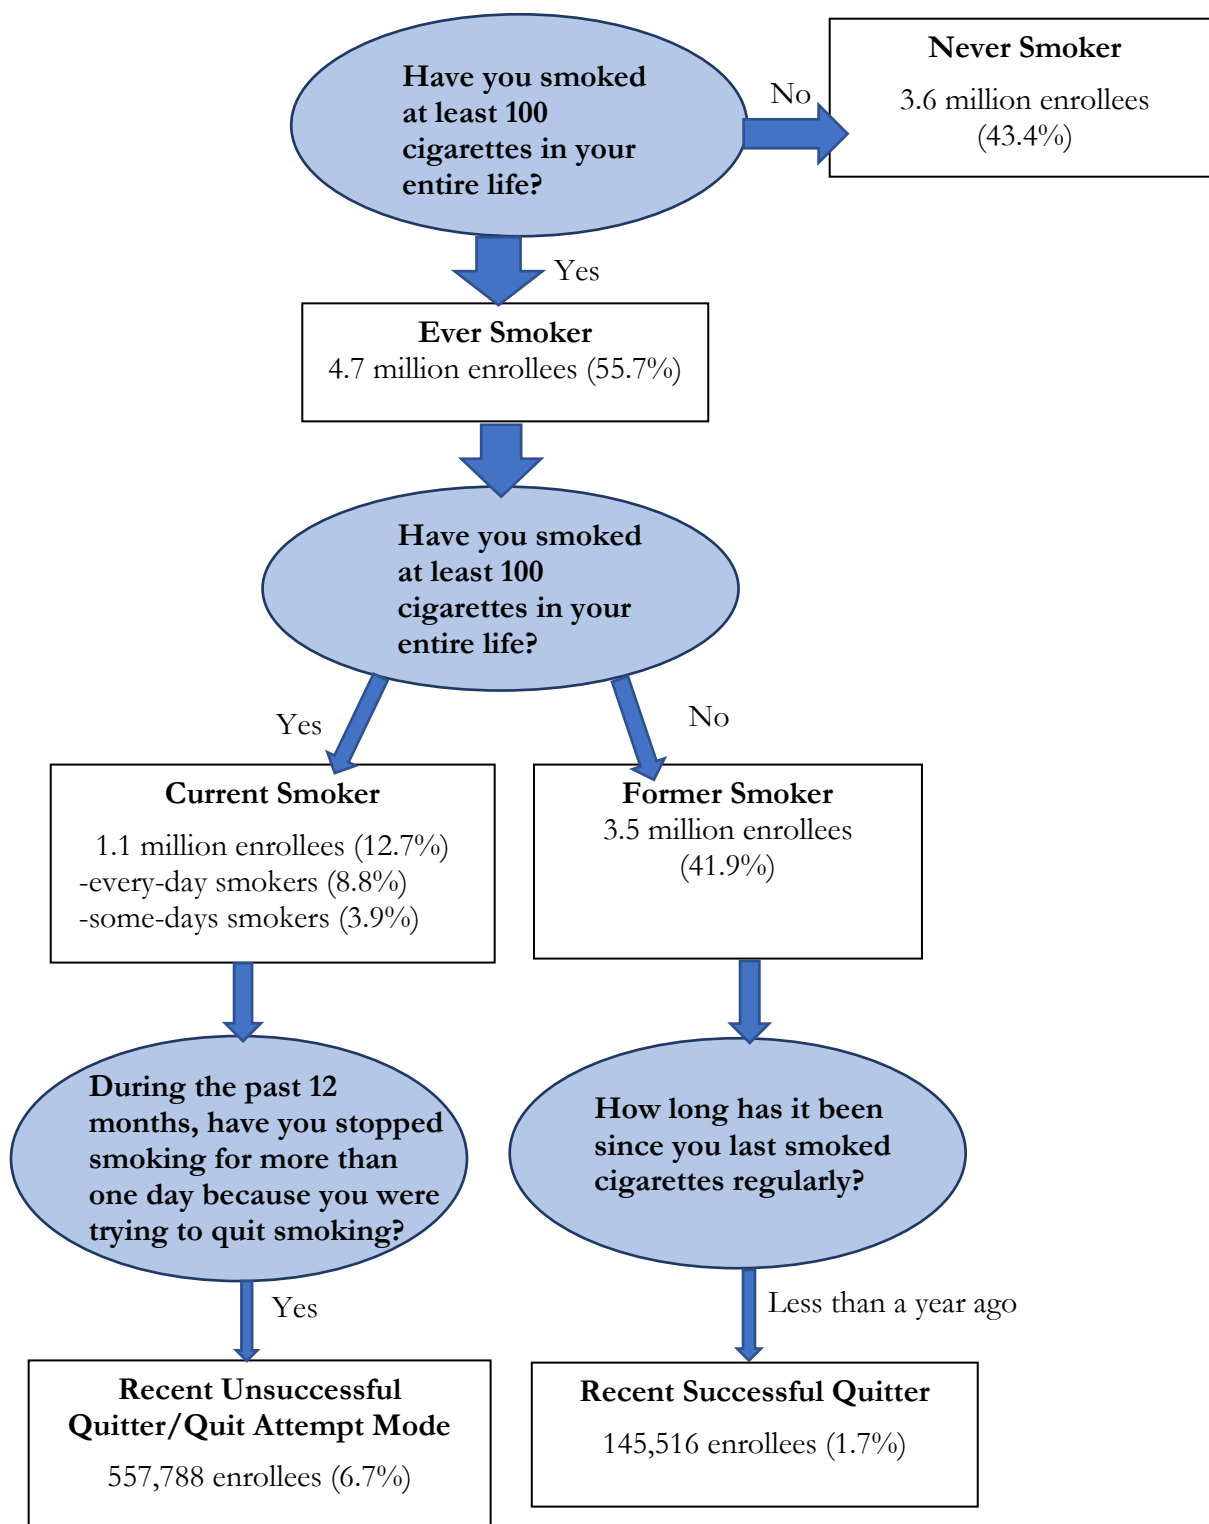 Have you smoked
at least 100
cigarettes in your
entire life?
No
Never Smoker
3.6 million enrollees
(43.4%)
Yes
Ever Smoker
4.7 million enrollees (55.7%)
Have you smoked
at least 100
cigarettes in your
entire life?
Yes
No
Current Smoker
1.1 million enrollees (12.7%)
-every-day smokers (8.8%)
-some-days smokers (3.9%)
Former Smoker
3.5 million enrollees
(41.9%)
During the past 12
months, have you stopped
smoking for more than
one day because you were
trying to quit smoking?
How long has it been
since you last smoked
cigarettes regularly?
Yes
Less than a year ago
Recent Unsuccessful
Quitter/Quit Attempt Mode
557,788 enrollees (6.7%)
Recent Successful Quitter
145,516 enrollees (1.7%)